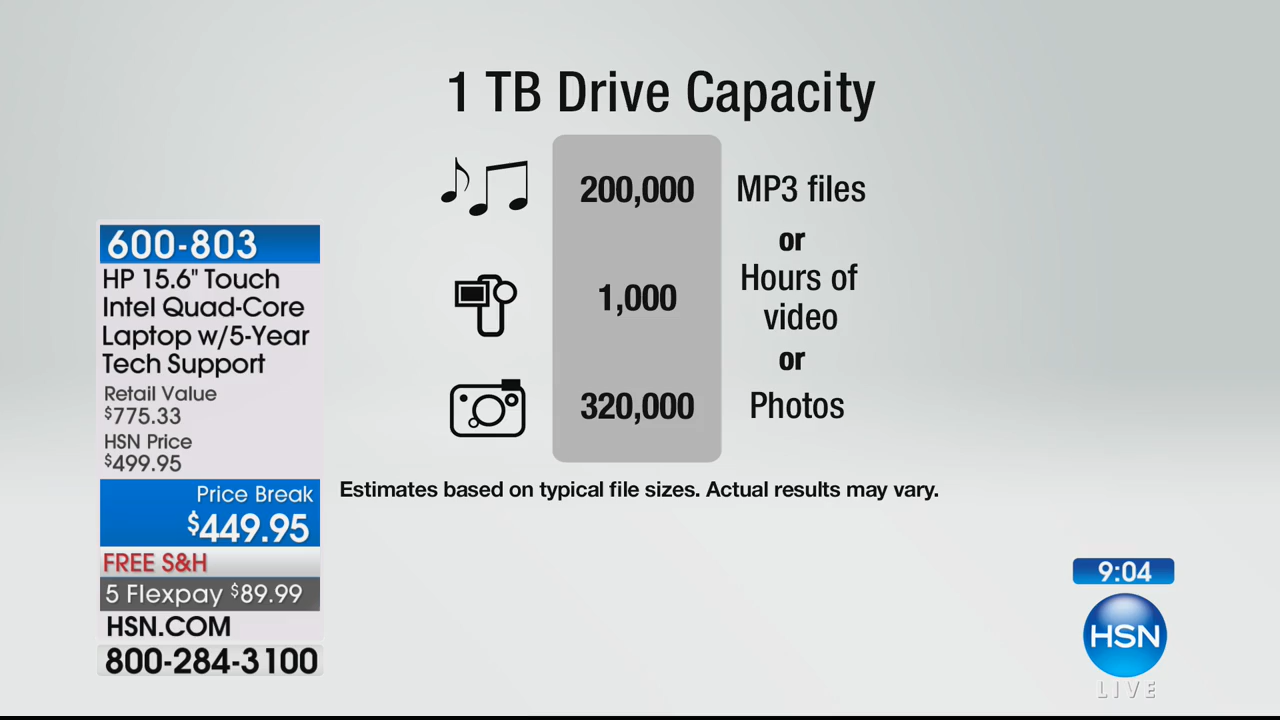 1 TB Drive Capacity
200,000 MP3 files
or
1,000 Hours of
video
or
320,000 Photos
Estimates based on typical file sizes. Actual results may vary.
600-803
HP 15.6" Touch
Intel Quad-Core
Laptop w/5-Year
Tech Support
Retail Value
$775.33
HSN Price
$499.95
Price Break
$449.95
FREE S&H
5 Flexpay $89.99
HSN.COM
800-284-3100
9:04
HSN
LIVE